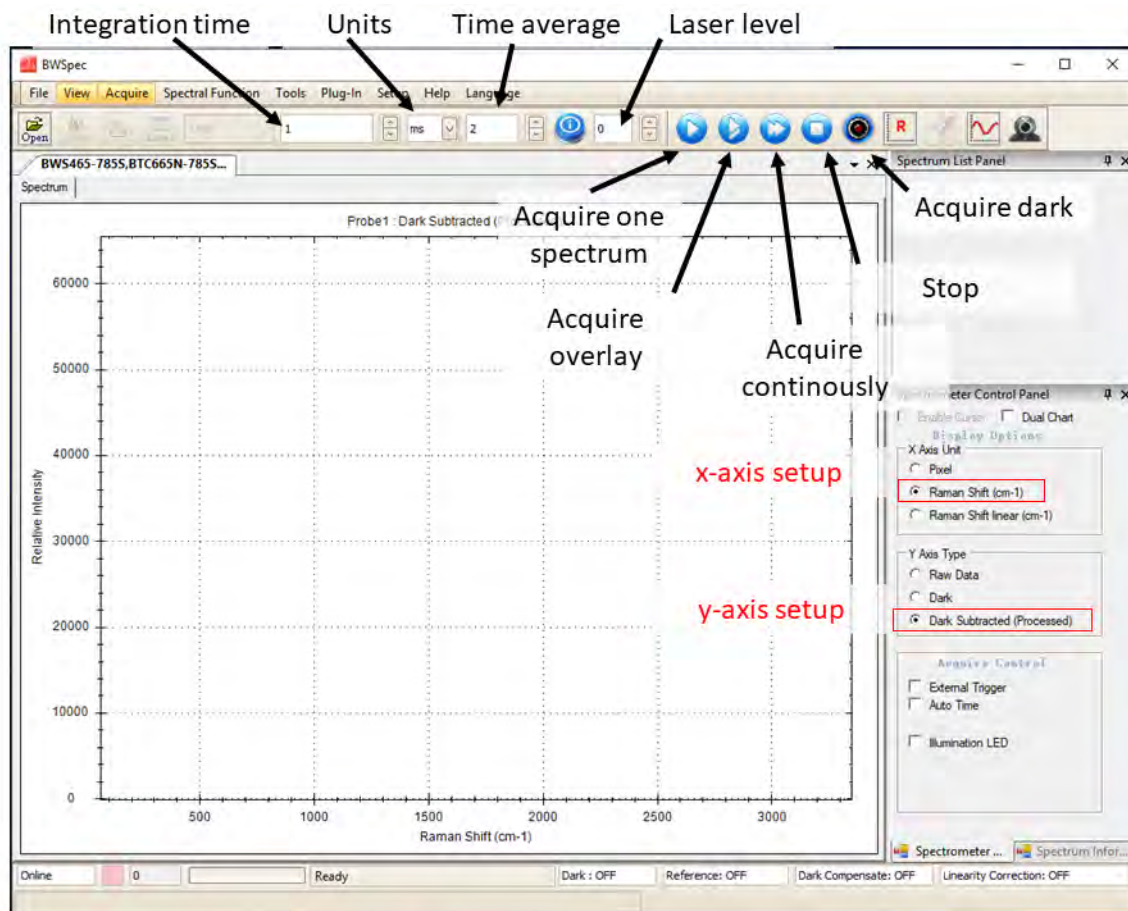 Integration time
Units
Time average
Laser level
BWSpec
File View Acquire Spectral Function Tools Plug-In Setup Help Language
Open
1
ms
2
0
R
BWS465-785S,BTC665N-785S...
Spectrum List Panel
Spectrum
Acquire dark
Probe1 : Dark Subtracted (
Acquire one
spectrum
Stop
Acquire
overlay
Acquire
continously
60000
50000
40000
30000
20000
10000
0
Relative Intensity
500
1000
1500
2000
2500
3000
Raman Shift (cm-1)
eter Control Panel
Enable Cursor
Dual Chart
Display Options
X Axis Unit
Pixel
x-axis setup
Raman Shift (cm-1)
Raman Shift linear (cm-1)
Y Axis Type
Raw Data
Dark
y-axis setup
Dark Subtracted (Processed)
Acquire Control
External Trigger
Auto Time
Illumination LED
Spectrometer ...
Spectrum Infor...
Online
0
Ready
Dark : OFF
Reference: OFF
Dark Compensate: OFF
Linearity Correction: OFF